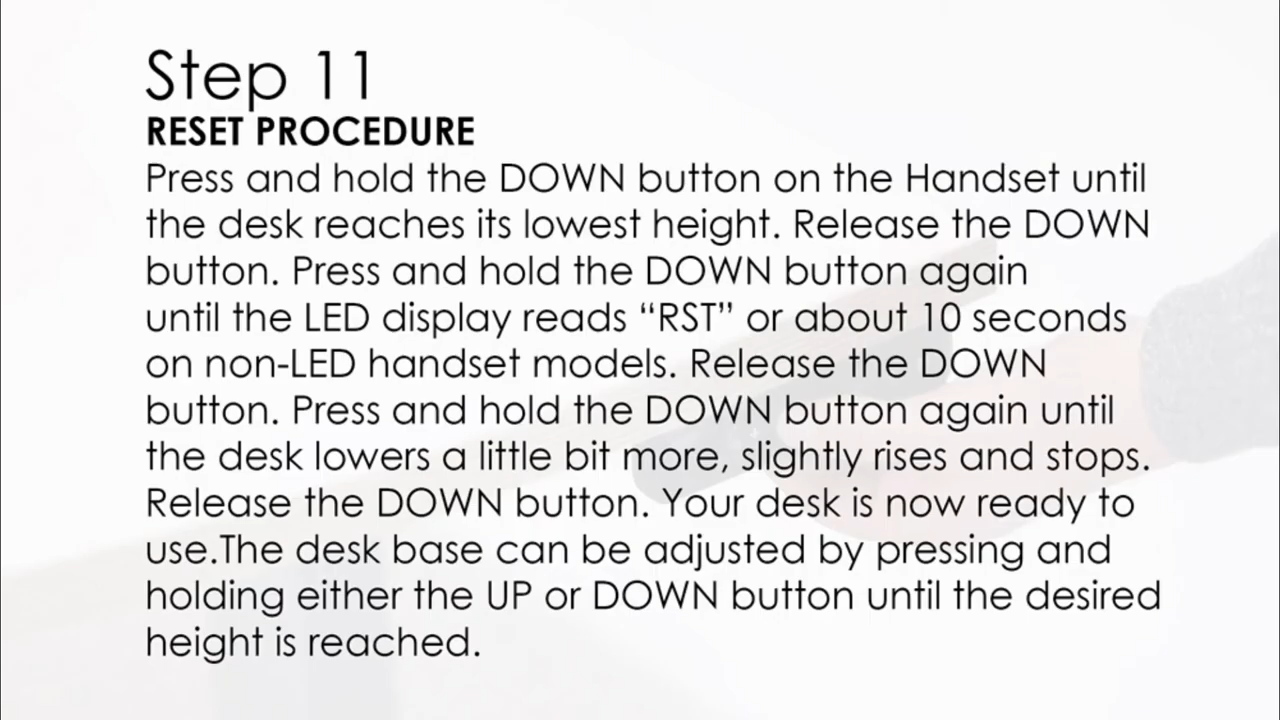 Step 11
RESET PROCEDURE
Press and hold the DOWN button on the Handset until
the desk reaches its lowest height. Release the DOWN
button. Press and hold the DOWN button again
until the LED display reads “RST” or about 10 seconds
on non-LED handset models. Release the DOWN
button. Press and hold the DOWN button again until
the desk lowers a little bit more, slightly rises and stops.
Release the DOWN button. Your desk is now ready to
use.The desk base can be adjusted by pressing and
holding either the UP or DOWN button until the desired
height is reached.